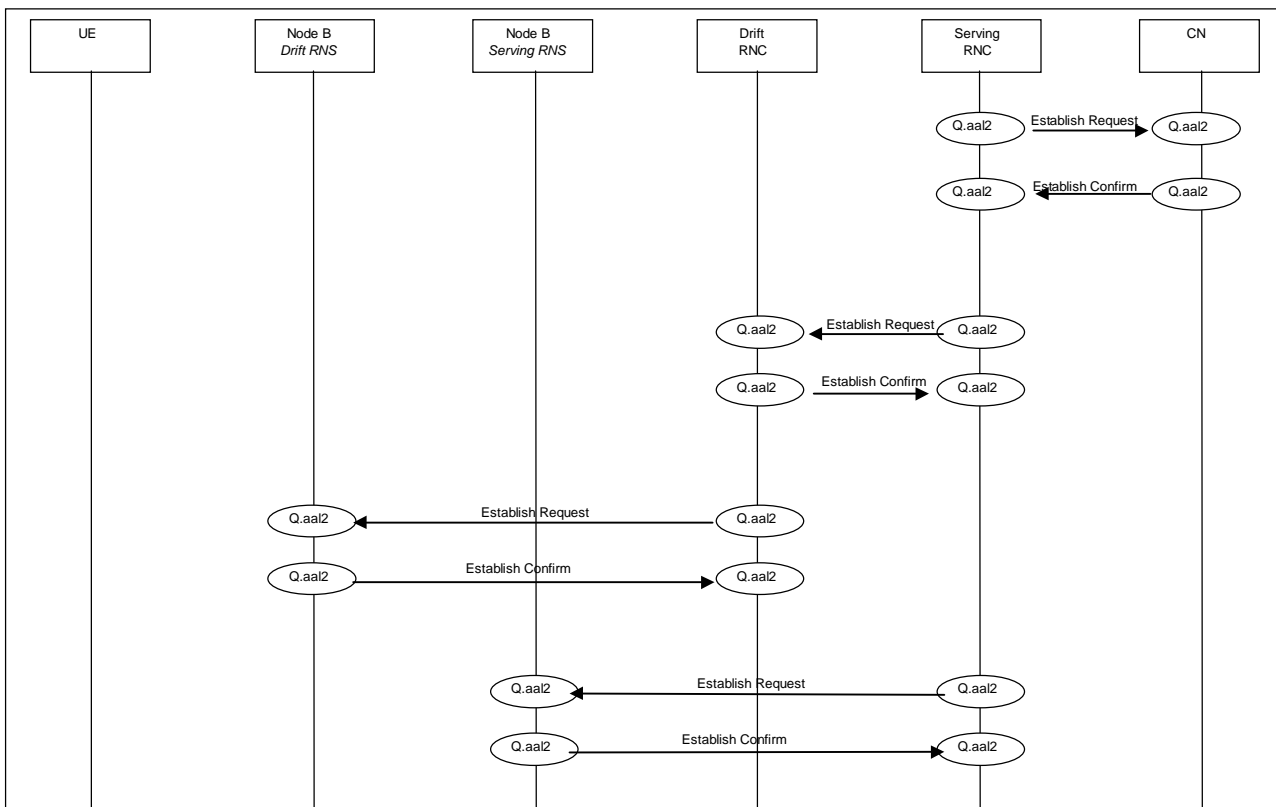 UE
Node B
Drift RNS
Node B
Serving RNS
Drift
RNC
Serving
RNC
CN
Q.aal2
Establish Request
Q.aal2
Q.aal2
Establish Confirm
Q.aal2
Q.aal2
Establish Request
Q.aal2
Q.aal2
Establish Confirm
Q.aal2
Q.aal2
Establish Request
Q.aal2
Q.aal2
Establish Confirm
Q.aal2
Q.aal2
Establish Request
Q.aal2
Q.aal2
Establish Confirm
Q.aal2